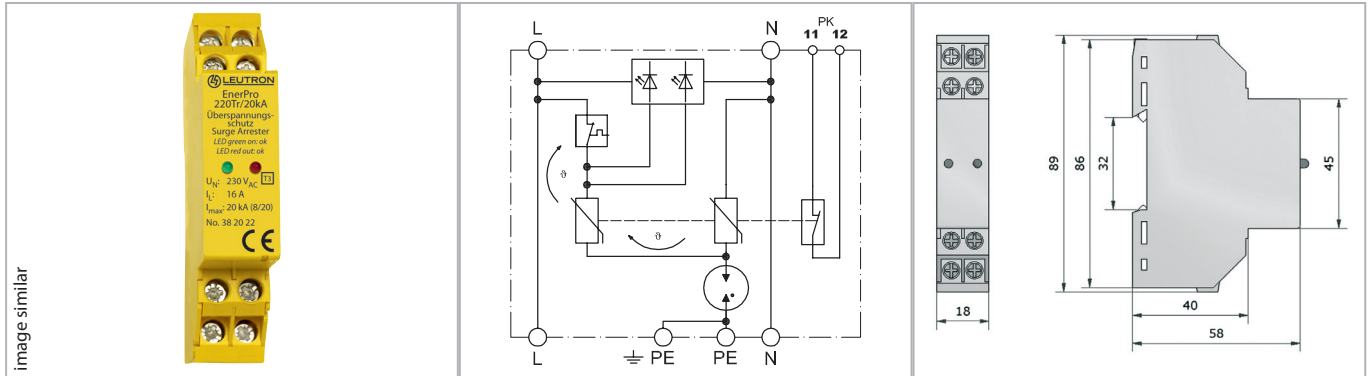 image similar
LEUTRON
EnerPro
220Tr/20kA
Überspannungs-
schutz
Surge Arrester
LED green on: ok
LED red out: ok
UN: 230 VAC T3
IL: 16 A
Imax: 20 kA (8/20)
No. 38 20 22
CE
L N PK
11 12
ϑ
ϑ
L PE PE N
89 86 32 45
18
40
58